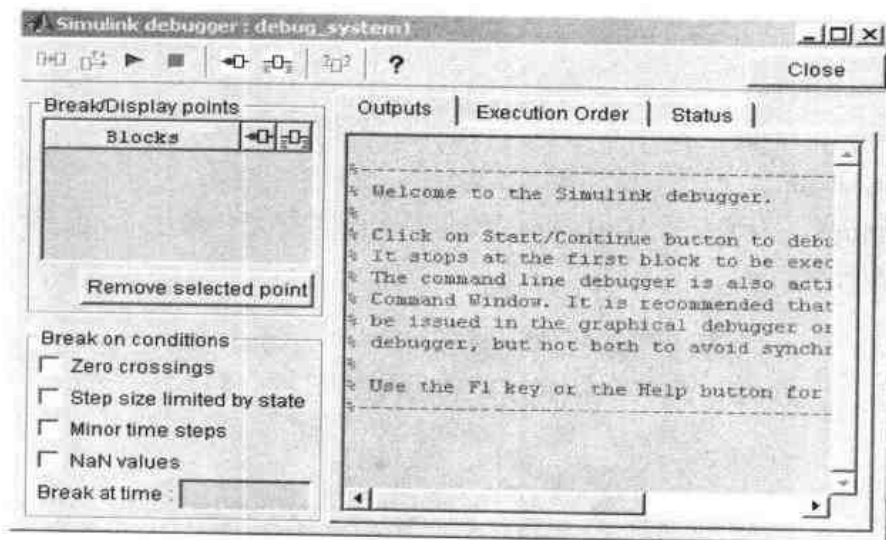 Simulink debugger : debug_system1
?
Close
Break/Display points
Blocks
Remove selected point
Break on conditions
Zero crossings
Step size limited by state
Minor time steps
NaN values
Break at time :
Outputs
Execution Order
Status
%-----------------------------------------------
% Welcome to the Simulink debugger.
%
% Click on Start/Continue button to debu
% It stops at the first block to be exec
% The command line debugger is also acti
% Command Window. It is recommended that
% be issued in the graphical debugger or
% debugger, but not both to avoid synchr
%
% Use the F1 key or the Help button for
%-----------------------------------------------